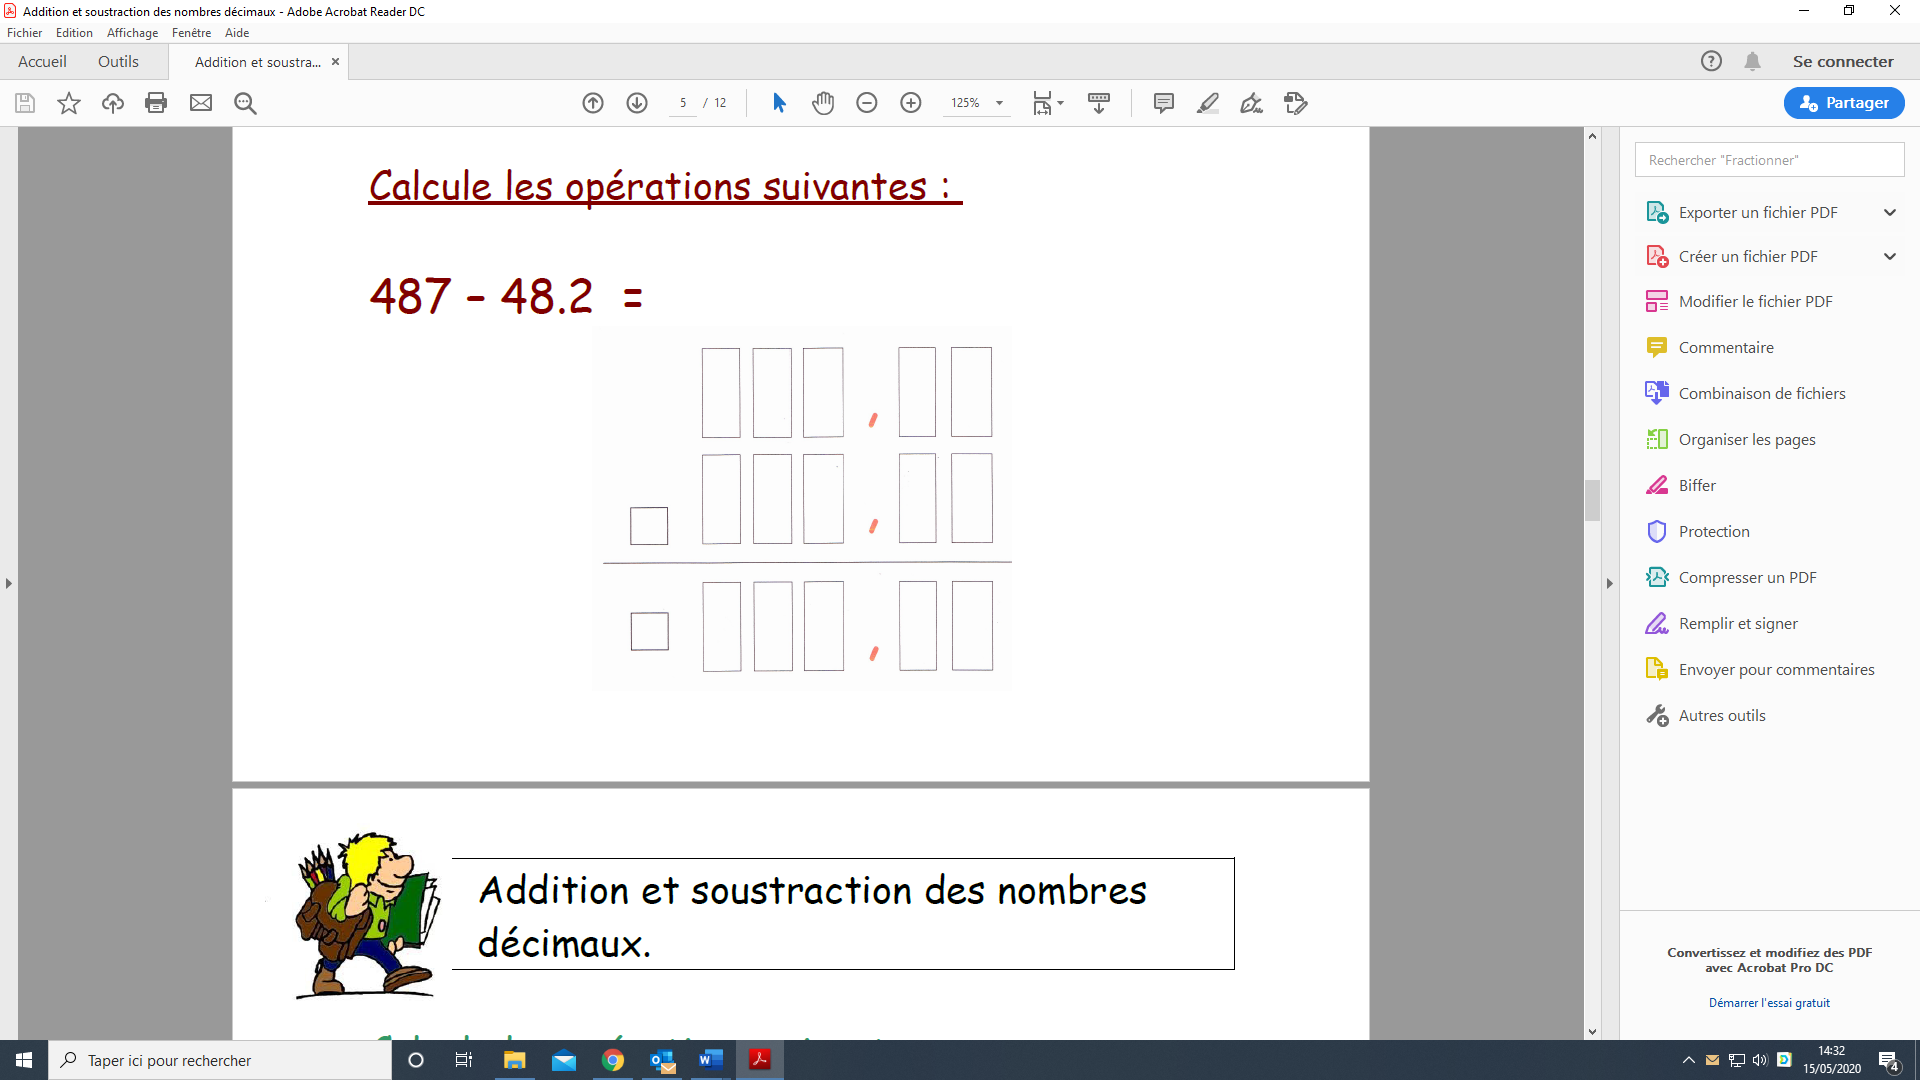 Addition et soustraction des nombres décimaux - Adobe Acrobat Reader DC
Fichier Edition Affichage Fenêtre Aide
Accueil Outils Addition et soustra... × Se connecter
5 / 12 125% Partager
Calcule les opérations suivantes :
487 - 48.2 =
,
,
,
Addition et soustraction des nombres
décimaux.
Rechercher "Fractionner"
Exporter un fichier PDF
Créer un fichier PDF
Modifier le fichier PDF
Commentaire
Combinaison de fichiers
Organiser les pages
Biffer
Protection
Compresser un PDF
Remplir et signer
Envoyer pour commentaires
Autres outils
Convertissez et modifiez des PDF
avec Acrobat Pro DC
Démarrer l'essai gratuit
Taper ici pour rechercher
14:32
15/05/2020
4